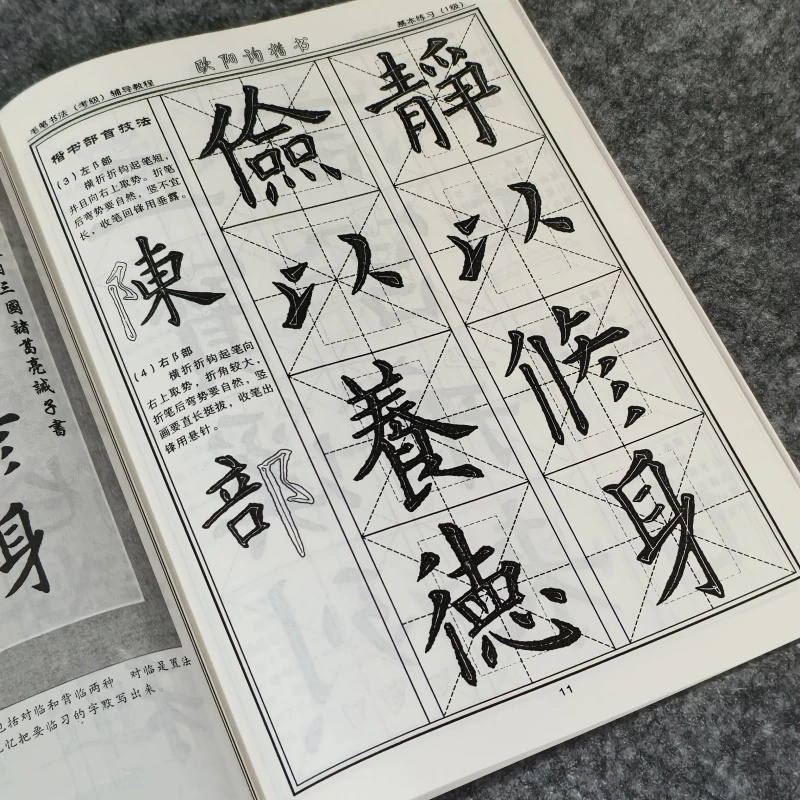 毛笔书法（考级）辅导教程
欧阳询楷书
基本练习（1级）
楷书部首技法
（3）左阝部
横折折钩起笔短，
并且向右上取势。折笔
后弯势要自然，竖不宜
长，收笔回锋用垂露。
陳
（4）右阝部
横折折钩起笔向
右上取势，折角较大，
折笔后弯势要自然，竖
画要直长挺拔，收笔出
锋用悬针。
部
靜以修身
儉以養德
11
三國諸葛亮誠子書
身
包括对临和背临两种
对临是置法
忆把要临习的字默写出来。